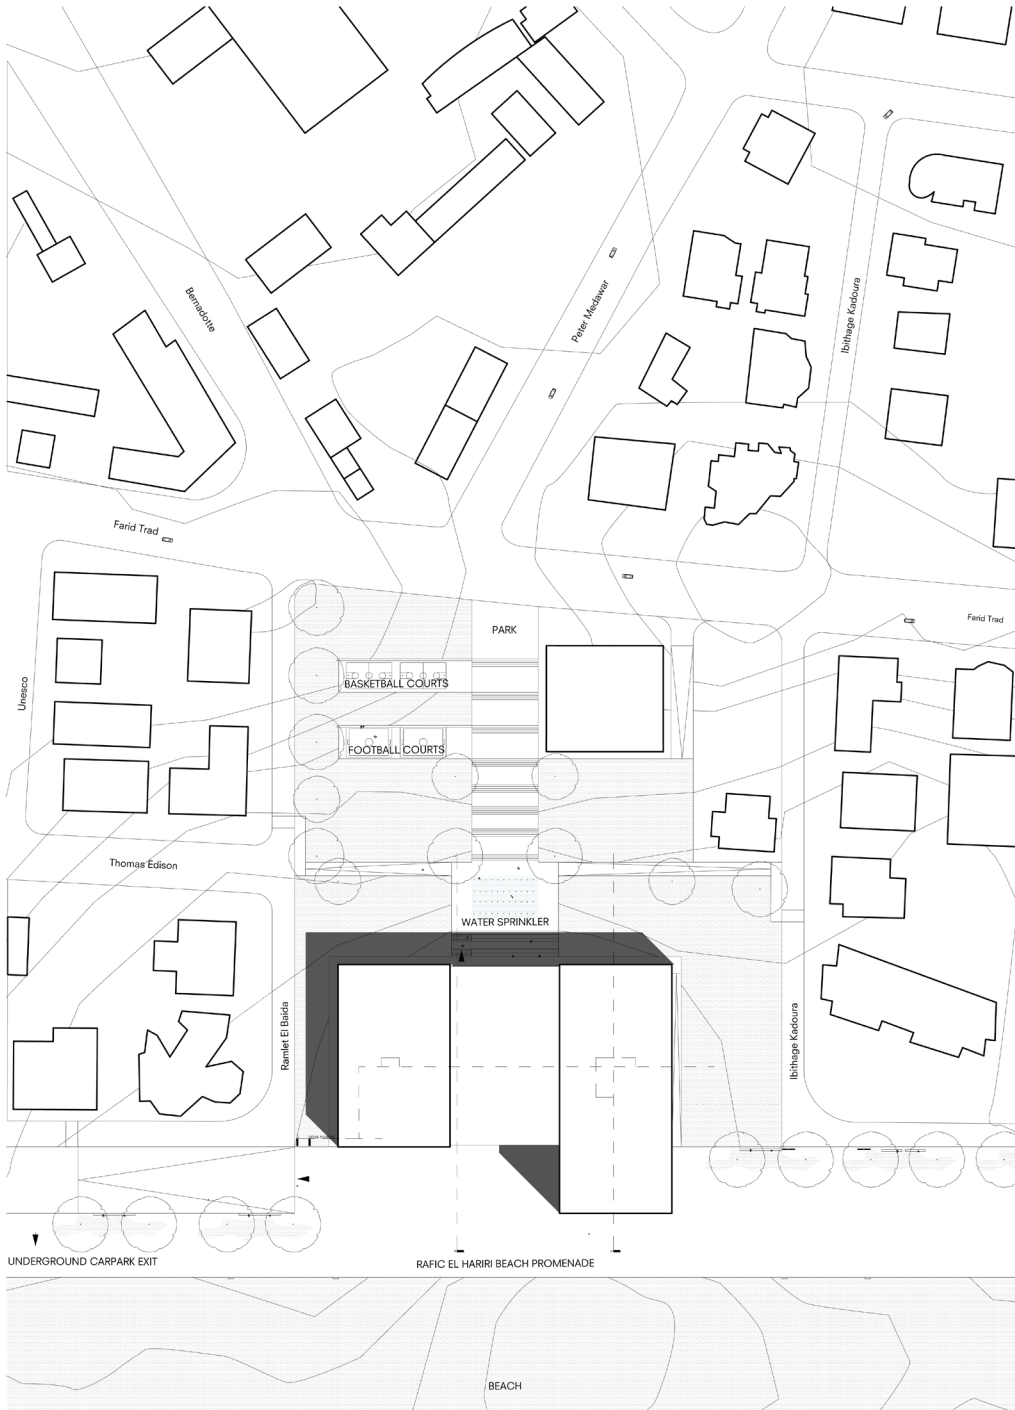 Bernadotte
Peter Medawar
Ibithage Kadoura
Farid Trad
Farid Trad
PARK
BASKETBALL COURTS
Unesco
FOOTBALL COURTS
Thomas Edison
WATER SPRINKLER
Ramlet El Baida
Ibithage Kadoura
UNDERGROUND CARPARK EXIT
RAFIC EL HARIRI BEACH PROMENADE
BEACH